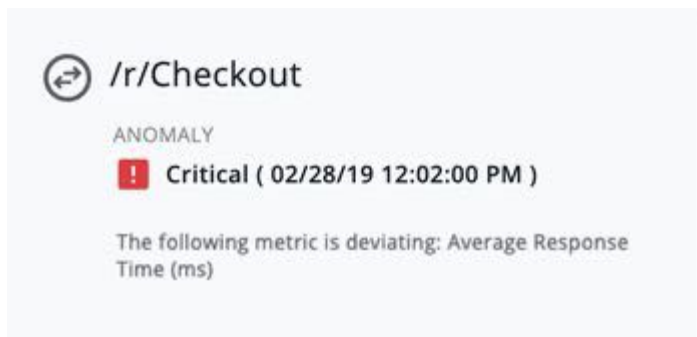 /r/Checkout
ANOMALY
! Critical ( 02/28/19 12:02:00 PM )
The following metric is deviating: Average Response
Time (ms)